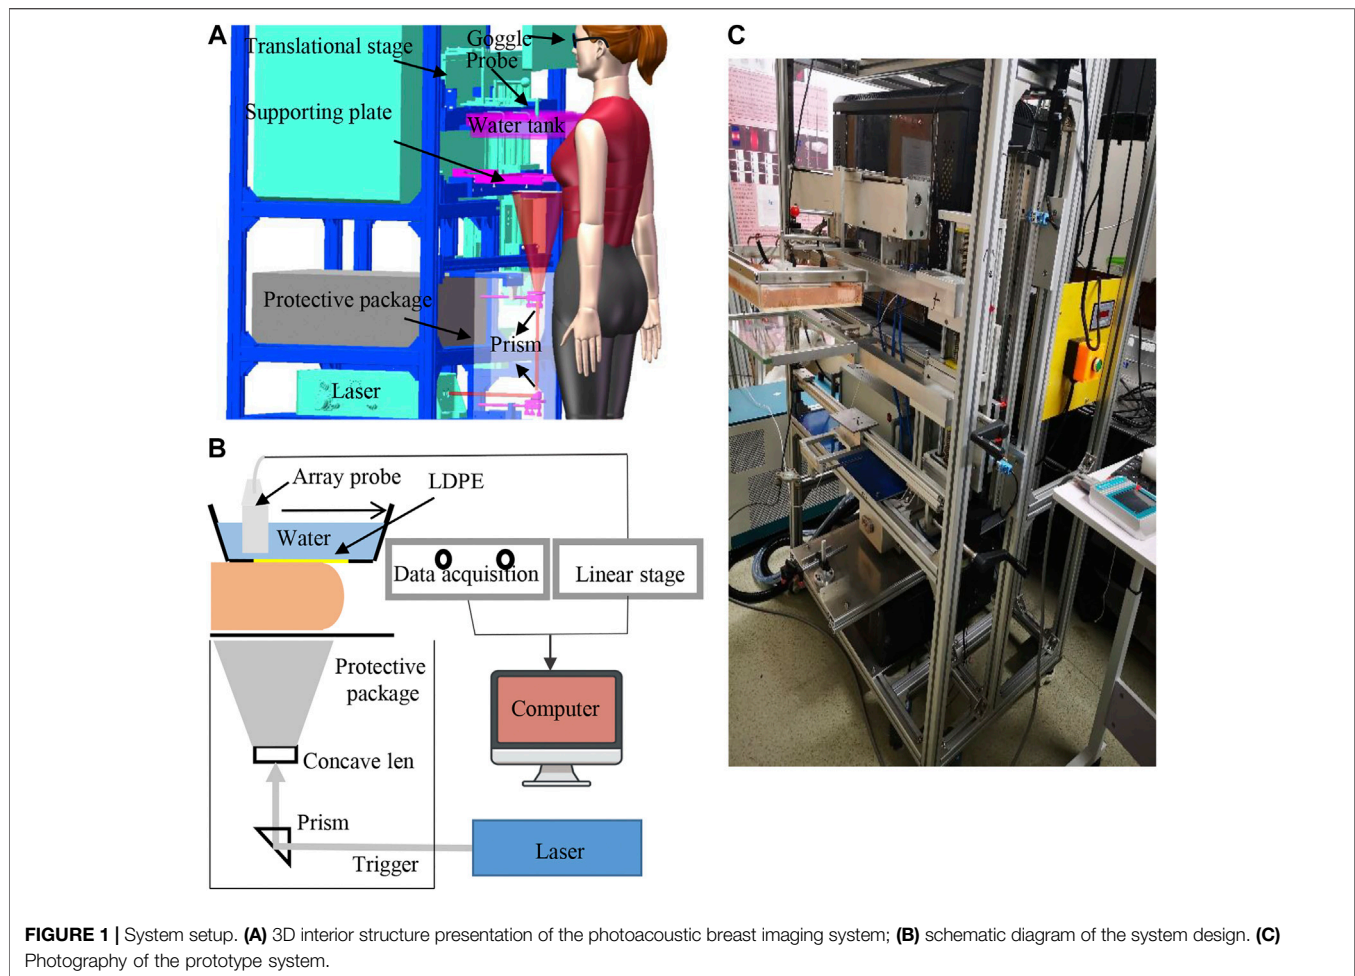 A
Translational stage
Goggle
Probe
Supporting plate
Water tank
Protective package
Prism
Laser
B
Array probe
LDPE
Water
Data acquisition
Linear stage
Protective
package
Computer
Concave len
Prism
Trigger
Laser
C
FIGURE 1 | System setup. (A) 3D interior structure presentation of the photoacoustic breast imaging system; (B) schematic diagram of the system design. (C)
Photography of the prototype system.